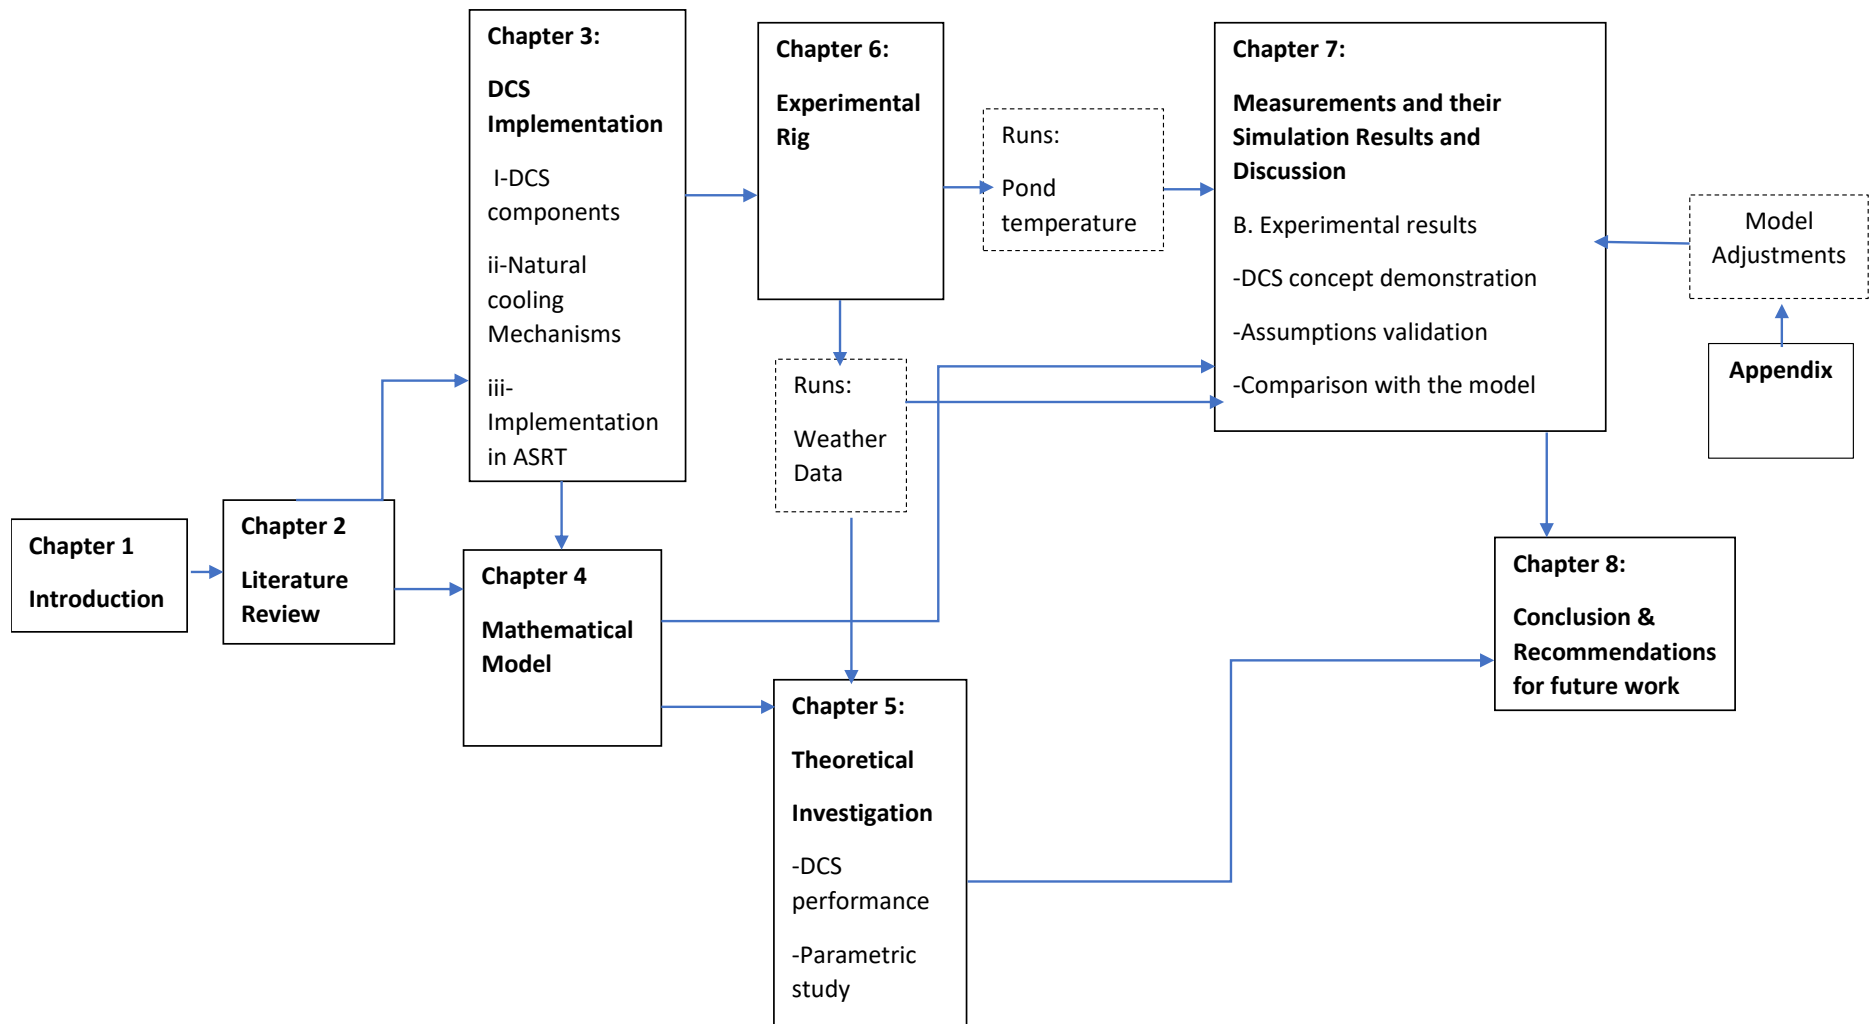 Chapter 1
Introduction
Chapter 2
Literature
Review
Chapter 3:
DCS
Implementation
I-DCS
components
ii-Natural
cooling
Mechanisms
iii-
Implementation
in ASRT
Chapter 4
Mathematical
Model
Chapter 6:
Experimental
Rig
Runs:
Pond
temperature
Runs:
Weather
Data
Chapter 5:
Theoretical
Investigation
-DCS
performance
-Parametric
study
Chapter 7:
Measurements and their
Simulation Results and
Discussion
B. Experimental results
-DCS concept demonstration
-Assumptions validation
-Comparison with the model
Model
Adjustments
Appendix
Chapter 8:
Conclusion &
Recommendations
for future work